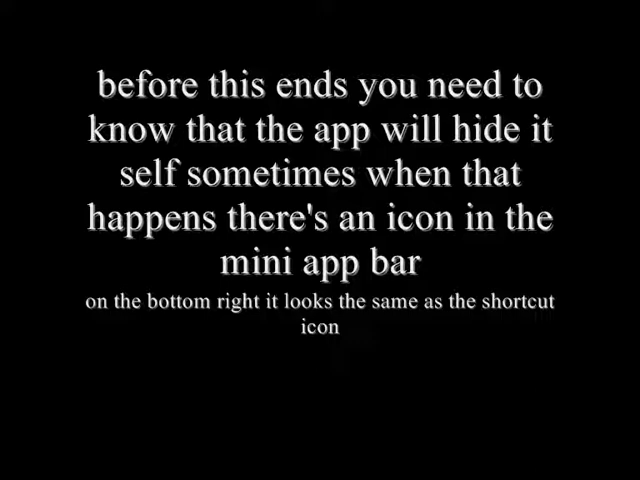 before this ends you need to
know that the app will hide it
self sometimes when that
happens there's an icon in the
mini app bar
on the bottom right it looks the same as the shortcut
icon